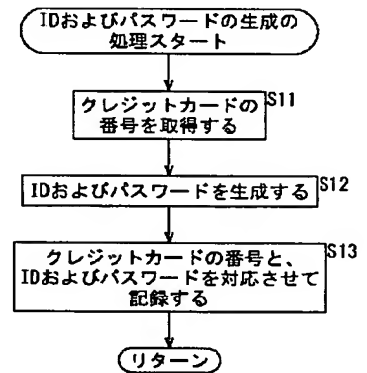 IDおよびパスワードの生成の
処理スタート
クレジットカードの
番号を取得する
S11
IDおよびパスワードを生成する
S12
クレジットカードの番号と、
IDおよびパスワードを対応させて
記録する
S13
リターン